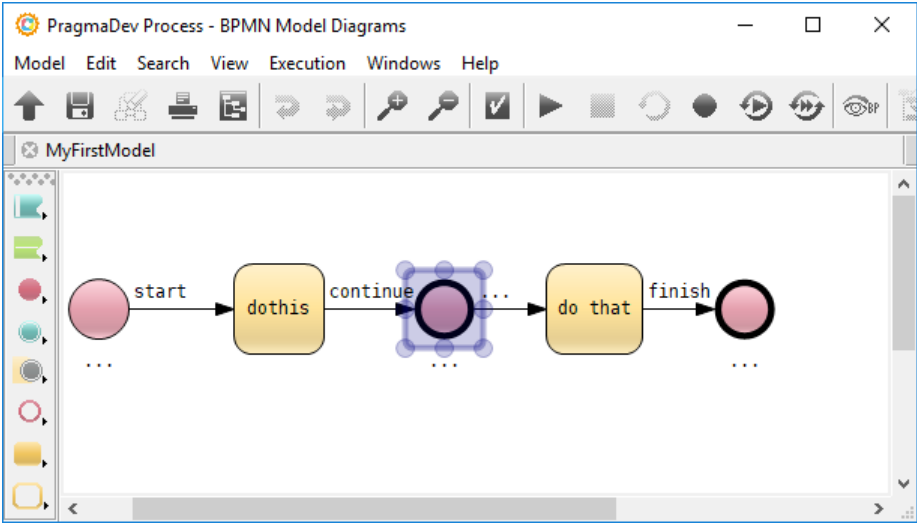 PragmaDev Process - BPMN Model Diagrams
Model Edit Search View Execution Windows Help
BP
MyFirstModel
start
continue
...
finish
dothis
do that
...
...
...